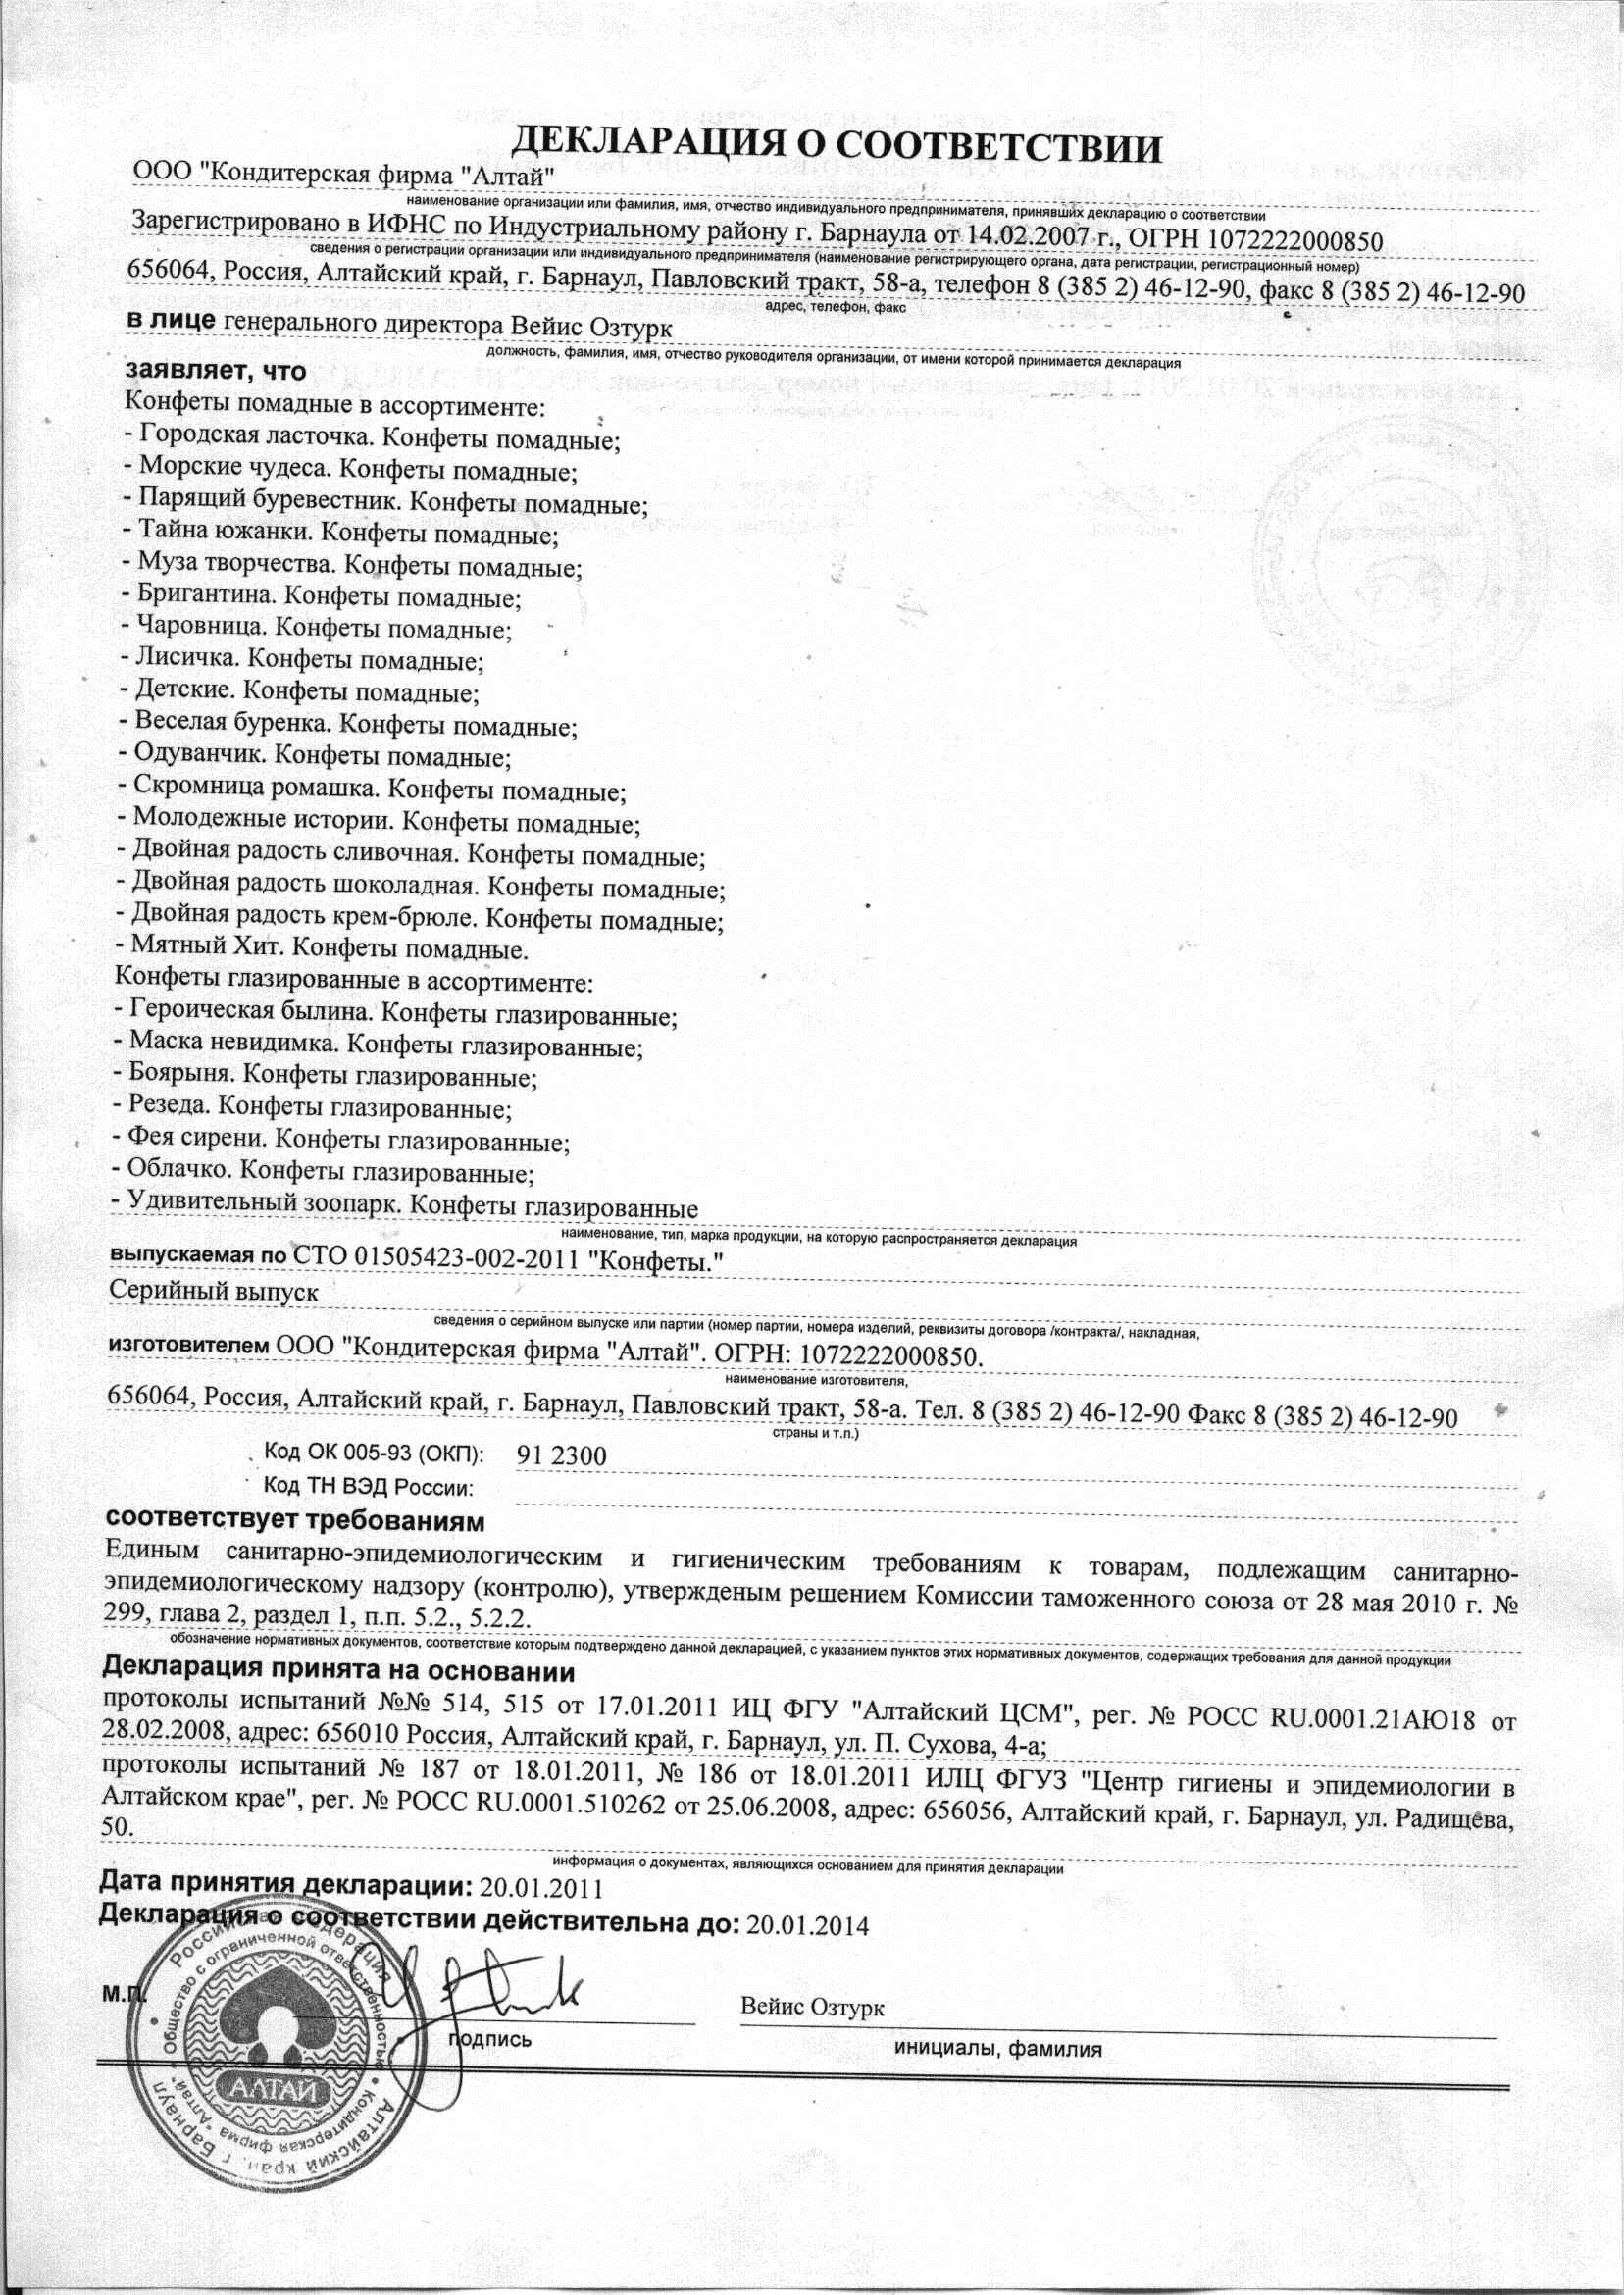 ДЕКЛАРАЦИЯ О СООТВЕТСТВИИ
ООО "Кондитерская фирма "Алтай"
наименование организации или фамилия, имя, отчество индивидуального предпринимателя, принявших декларацию о соответствии
Зарегистрировано в ИФНС по Индустриальному району г. Барнаула от 14.02.2007 г., ОГРН 1072222000850
сведения о регистрации организации или индивидуального предпринимателя (наименование регистрирующего органа, дата регистрации, регистрационный номер)
656064, Россия, Алтайский край, г. Барнаул, Павловский тракт, 58-а, телефон 8 (385 2) 46-12-90, факс 8 (385 2) 46-12-90
адрес, телефон, факс
в лице генерального директора Вейис Озтурк
должность, фамилия, имя, отчество руководителя организации, от имени которой принимается декларация
заявляет, что
Конфеты помадные в ассортименте:
- Городская ласточка. Конфеты помадные;
- Морские чудеса. Конфеты помадные;
- Парящий буревестник. Конфеты помадные;
- Тайна южанки. Конфеты помадные;
- Муза творчества. Конфеты помадные;
- Бригантина. Конфеты помадные;
- Чаровница. Конфеты помадные;
- Лисичка. Конфеты помадные;
- Детские. Конфеты помадные;
- Веселая буренка. Конфеты помадные;
- Одуванчик. Конфеты помадные;
- Скромница ромашка. Конфеты помадные;
- Молодежные истории. Конфеты помадные;
- Двойная радость сливочная. Конфеты помадные;
- Двойная радость шоколадная. Конфеты помадные;
- Двойная радость крем-брюле. Конфеты помадные;
- Мятный Хит. Конфеты помадные.
Конфеты глазированные в ассортименте:
- Героическая былина. Конфеты глазированные;
- Маска невидимка. Конфеты глазированные;
- Боярыня. Конфеты глазированные;
- Резеда. Конфеты глазированные;
- Фея сирени. Конфеты глазированные;
- Облачко. Конфеты глазированные;
- Удивительный зоопарк. Конфеты глазированные
наименование, тип, марка продукции, на которую распространяется декларация
выпускаемая по СТО 01505423-002-2011 "Конфеты."
Серийный выпуск
сведения о серийном выпуске или партии (номер партии, номера изделий, реквизиты договора /контракта/, накладная,
изготовителем ООО "Кондитерская фирма "Алтай". ОГРН: 1072222000850.
наименование изготовителя,
656064, Россия, Алтайский край, г. Барнаул, Павловский тракт, 58-а. Тел. 8 (385 2) 46-12-90 Факс 8 (385 2) 46-12-90
страны и т.п.)
Код ОК 005-93 (ОКП): 91 2300
Код ТН ВЭД России:
соответствует требованиям
Единым санитарно-эпидемиологическим и гигиеническим требованиям к товарам, подлежащим санитарно-
эпидемиологическому надзору (контролю), утвержденым решением Комиссии таможенного союза от 28 мая 2010 г. №
299, глава 2, раздел 1, п.п. 5.2., 5.2.2.
обозначение нормативных документов, соответствие которым подтверждено данной декларацией, с указанием пунктов этих нормативных документов, содержащих требования для данной продукции
Декларация принята на основании
протоколы испытаний №№ 514, 515 от 17.01.2011 ИЦ ФГУ "Алтайский ЦСМ", рег. № РОСС RU.0001.21АЮ18 от
28.02.2008, адрес: 656010 Россия, Алтайский край, г. Барнаул, ул. П. Сухова, 4-а;
протоколы испытаний № 187 от 18.01.2011, № 186 от 18.01.2011 ИЛЦ ФГУЗ "Центр гигиены и эпидемиологии в
Алтайском крае", рег. № РОСС RU.0001.510262 от 25.06.2008, адрес: 656056, Алтайский край, г. Барнаул, ул. Радищева,
50.
информация о документах, являющихся основанием для принятия декларации
Дата принятия декларации: 20.01.2011
Декларация о соответствии действительна до: 20.01.2014
М.П.
Вейис Озтурк
подпись
инициалы, фамилия
Российская Федерация
Алтайский край, г. Барнаул
Общество с ограниченной ответственностью
Кондитерская фирма "Алтай"
АЛТАЙ